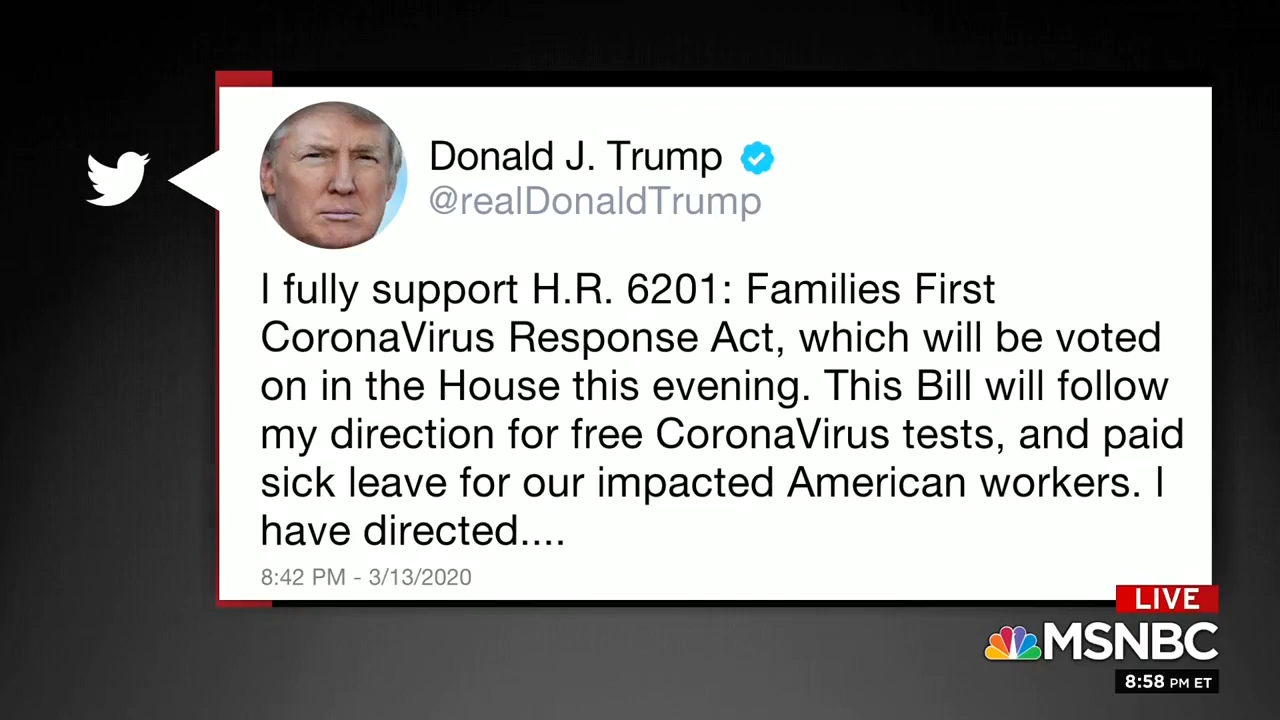 Donald J. Trump
@realDonaldTrump
I fully support H.R. 6201: Families First
CoronaVirus Response Act, which will be voted
on in the House this evening. This Bill will follow
my direction for free CoronaVirus tests, and paid
sick leave for our impacted American workers. I
have directed....
8:42 PM - 3/13/2020
LIVE
MSNBC
8:58 PM ET